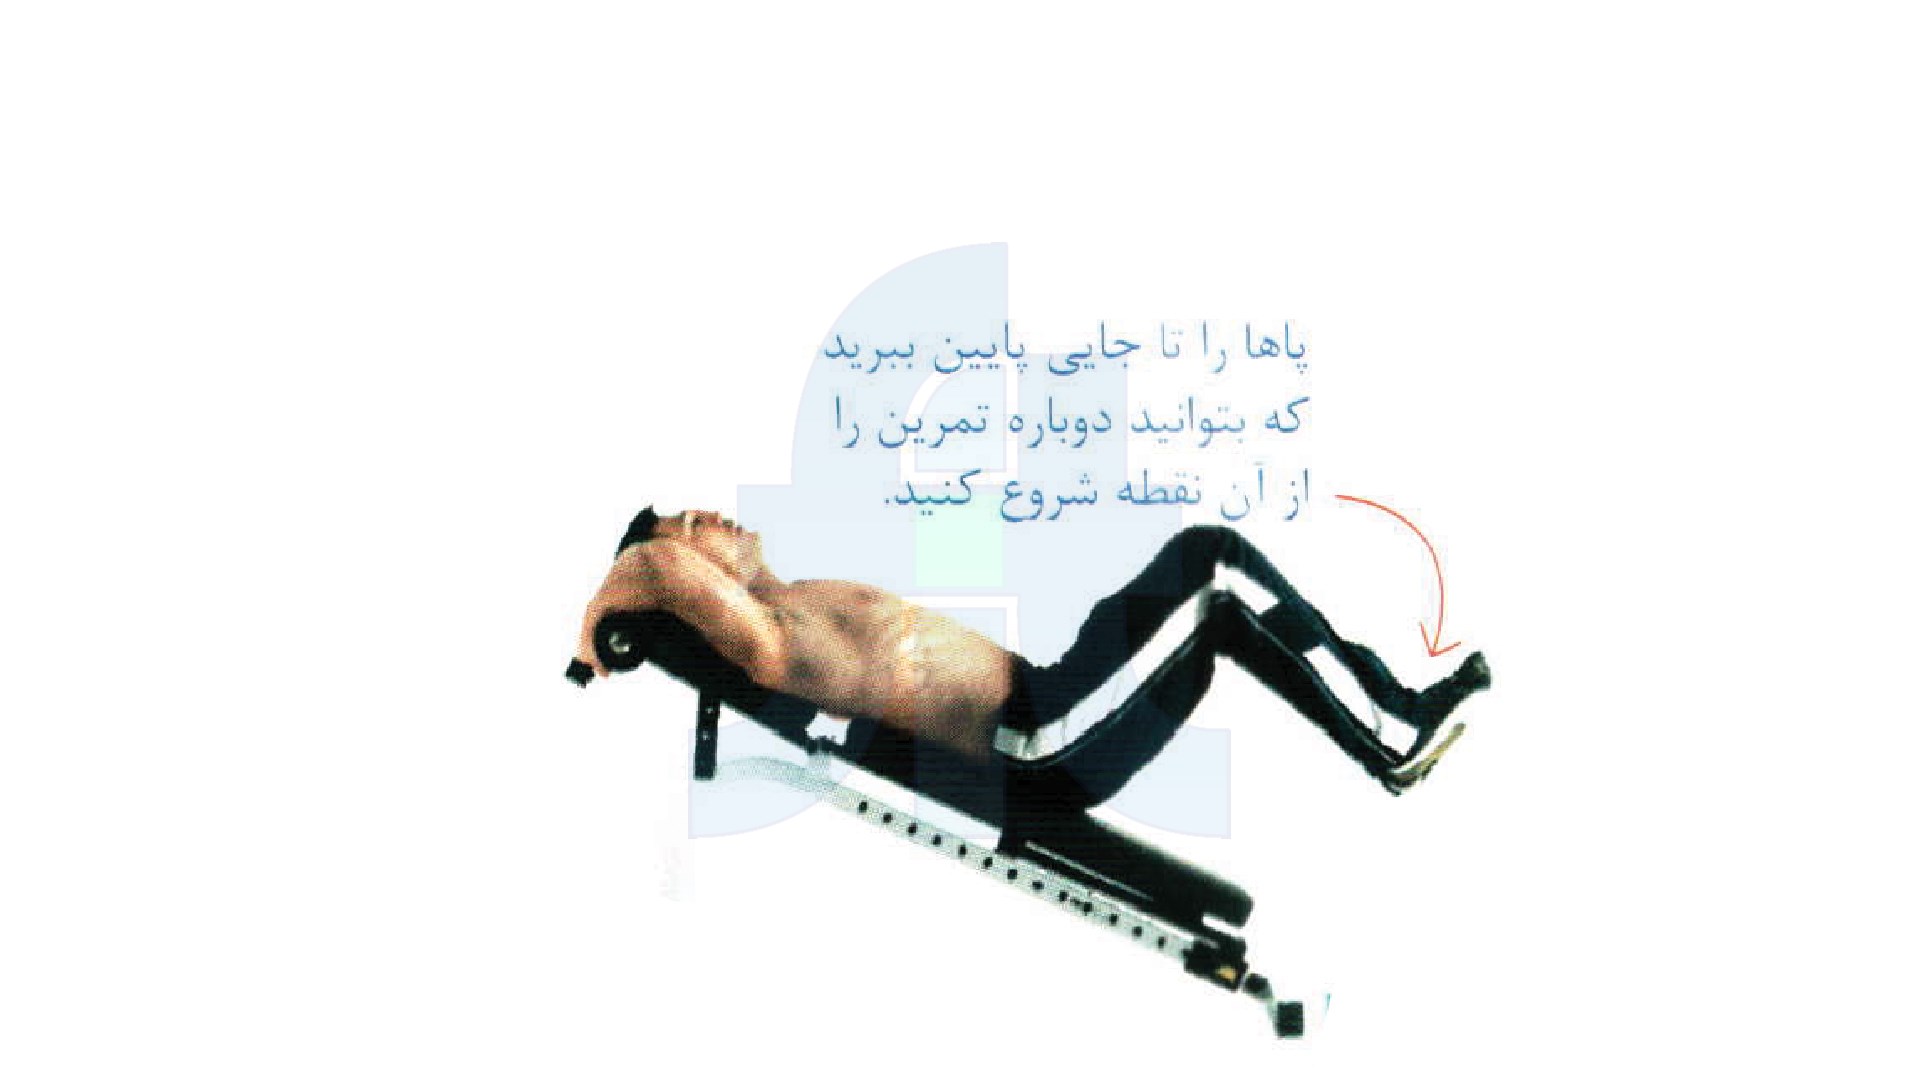 پاها را تا جایی پایین ببرید
که بتوانید دوباره تمرین را
از آن نقطه شروع کنید.